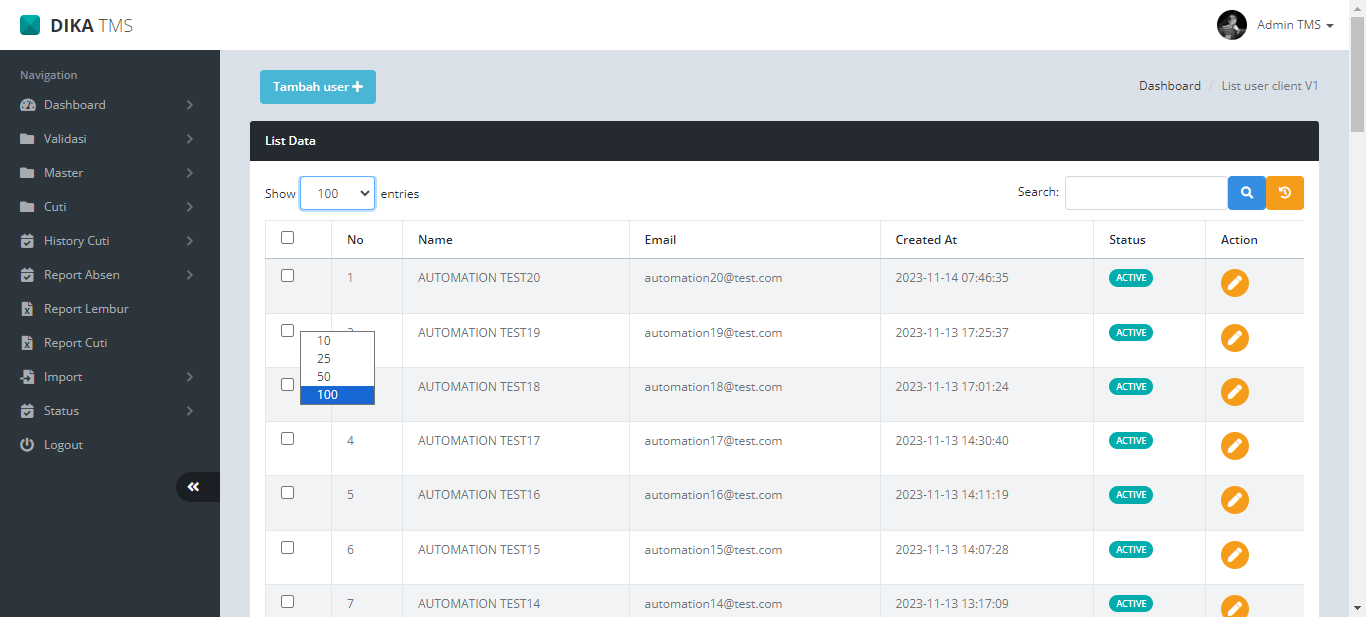 DIKA TMS
Admin TMS
Navigation
Dashboard
Validasi
Master
Cuti
History Cuti
Report Absen
Report Lembur
Report Cuti
Import
Status
Logout
Tambah user
Dashboard / List user client V1
List Data
Show 100 entries
Search:
No Name Email Created At Status Action
1 AUTOMATION TEST20 automation20@test.com 2023-11-14 07:46:35 ACTIVE
AUTOMATION TEST19 automation19@test.com 2023-11-13 17:25:37 ACTIVE
10
25
50
100
AUTOMATION TEST18 automation18@test.com 2023-11-13 17:01:24 ACTIVE
4 AUTOMATION TEST17 automation17@test.com 2023-11-13 14:30:40 ACTIVE
5 AUTOMATION TEST16 automation16@test.com 2023-11-13 14:11:19 ACTIVE
6 AUTOMATION TEST15 automation15@test.com 2023-11-13 14:07:28 ACTIVE
7 AUTOMATION TEST14 automation14@test.com 2023-11-13 13:17:09 ACTIVE